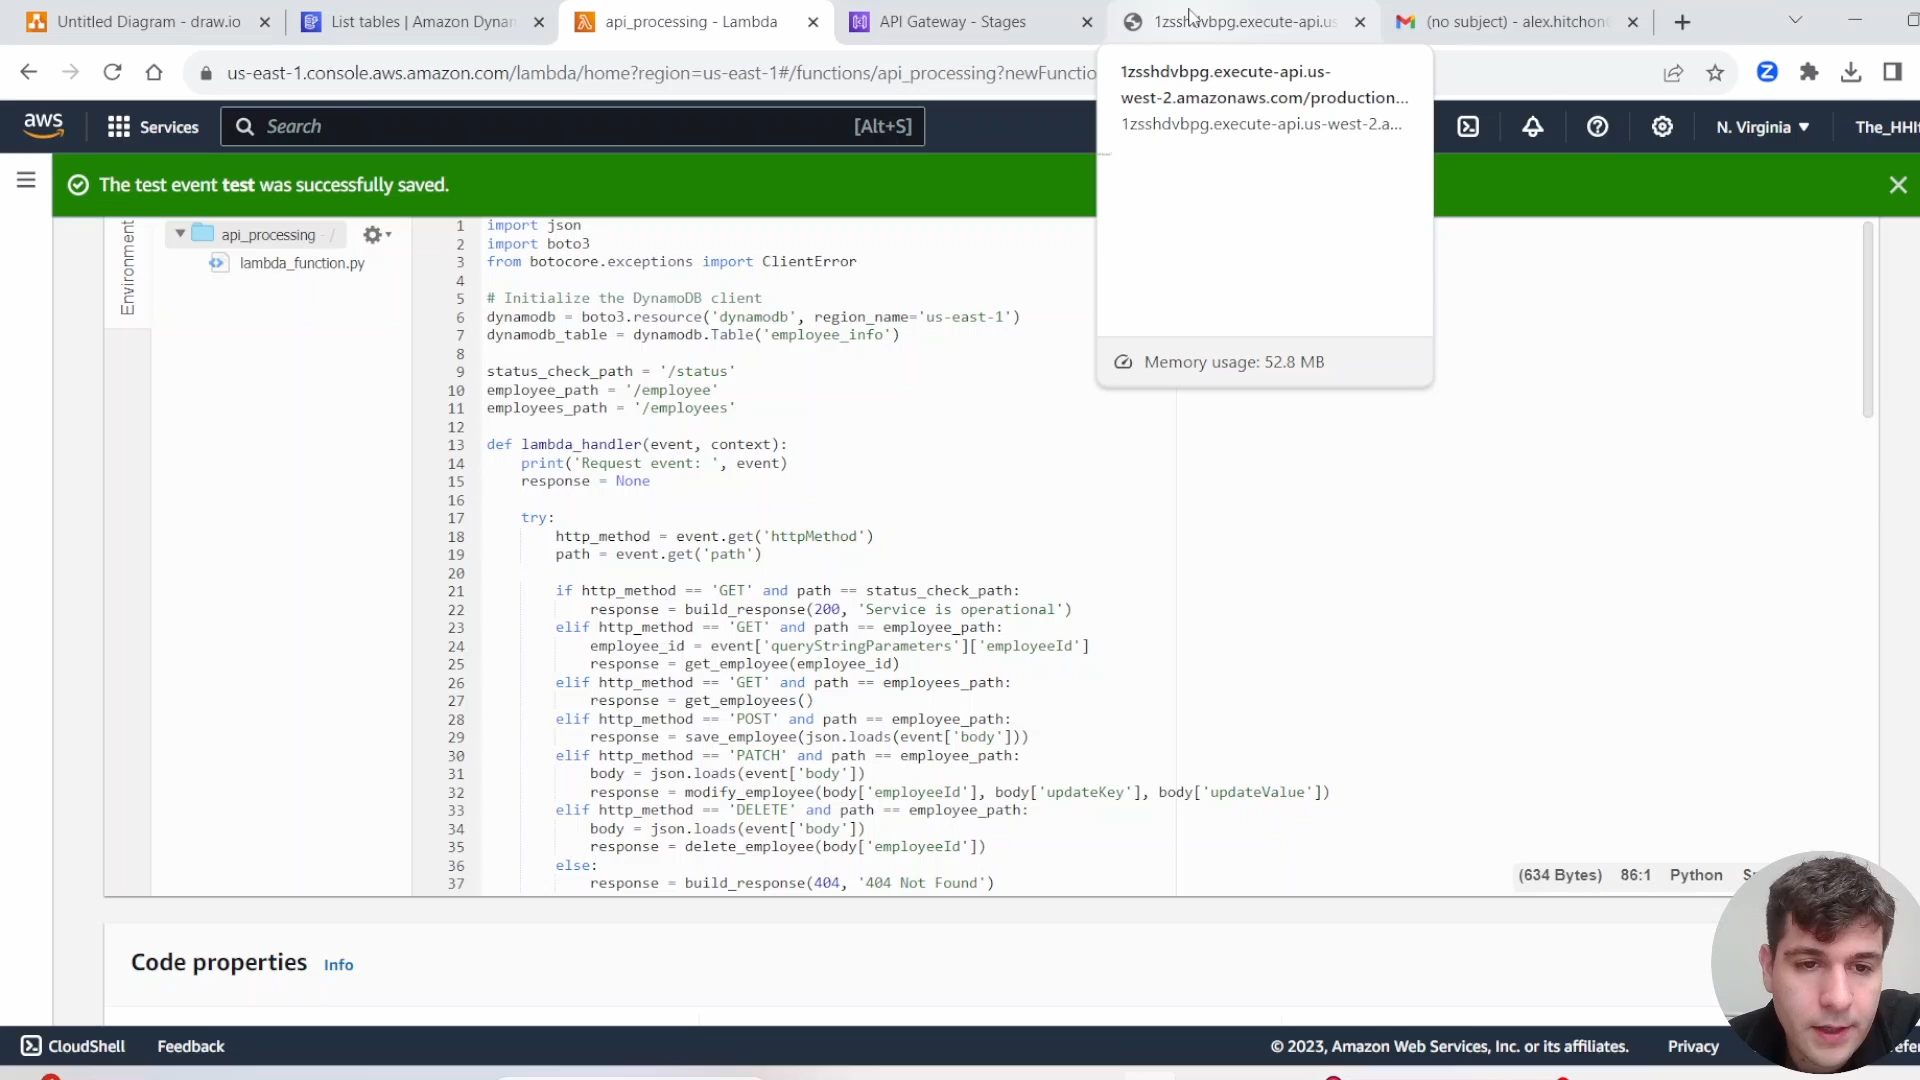 Untitled Diagram - draw.io
List tables | Amazon Dynam
api_processing - Lambda
API Gateway - Stages
1zsshdvbpg.execute-api.us
(no subject) - alex.hitchon
us-east-1.console.aws.amazon.com/lambda/home?region=us-east-1#/functions/api_processing?newFunctio
1zsshdvbpg.execute-api.us-
west-2.amazonaws.com/production...
1zsshdvbpg.execute-api.us-west-2.a...
Memory usage: 52.8 MB
aws
Services
Search
[Alt+S]
N. Virginia
The_HHIt
The test event test was successfully saved.
Environment
api_processing - /
lambda_function.py
1 import json
2 import boto3
3 from botocore.exceptions import ClientError
4
5 # Initialize the DynamoDB client
6 dynamodb = boto3.resource('dynamodb', region_name='us-east-1')
7 dynamodb_table = dynamodb.Table('employee_info')
8
9 status_check_path = '/status'
10 employee_path = '/employee'
11 employees_path = '/employees'
12
13 def lambda_handler(event, context):
14 print('Request event: ', event)
15 response = None
16
17 try:
18 http_method = event.get('httpMethod')
19 path = event.get('path')
20
21 if http_method == 'GET' and path == status_check_path:
22 response = build_response(200, 'Service is operational')
23 elif http_method == 'GET' and path == employee_path:
24 employee_id = event['queryStringParameters']['employeeId']
25 response = get_employee(employee_id)
26 elif http_method == 'GET' and path == employees_path:
27 response = get_employees()
28 elif http_method == 'POST' and path == employee_path:
29 response = save_employee(json.loads(event['body']))
30 elif http_method == 'PATCH' and path == employee_path:
31 body = json.loads(event['body'])
32 response = modify_employee(body['employeeId'], body['updateKey'], body['updateValue'])
33 elif http_method == 'DELETE' and path == employee_path:
34 body = json.loads(event['body'])
35 response = delete_employee(body['employeeId'])
36 else:
37 response = build_response(404, '404 Not Found')
(634 Bytes) 86:1 Python
Code properties Info
CloudShell
Feedback
© 2023, Amazon Web Services, Inc. or its affiliates.
Privacy